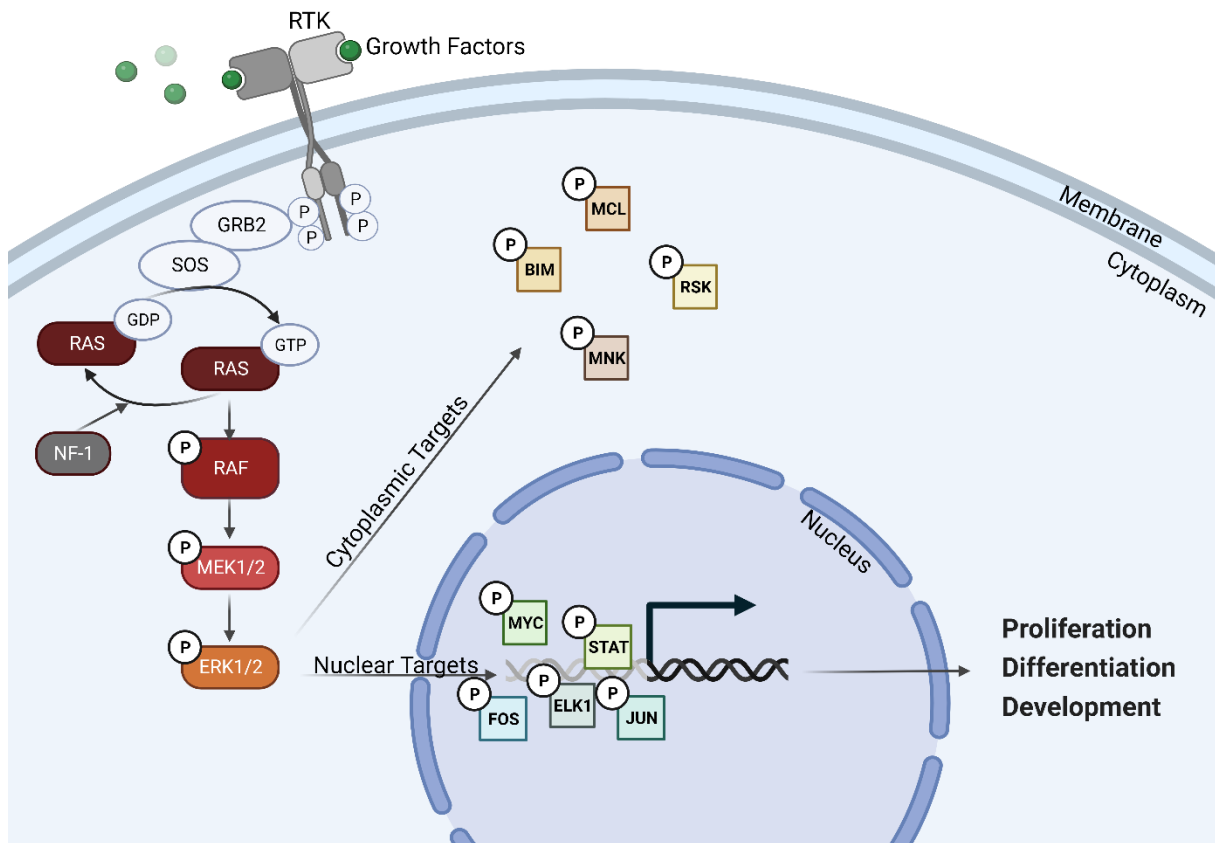 RTK
Growth Factors
Membrane
Cytoplasm
P
P
P
P
GRB2
SOS
GDP
RAS
GTP
RAS
NF-1
P
RAF
P
MEK1/2
P
ERK1/2
Cytoplasmic Targets
P
MCL
P
BIM
P
RSK
P
MNK
Nuclear Targets
Nucleus
P
MYC
P
STAT
P
FOS
P
ELK1
P
JUN
Proliferation
Differentiation
Development